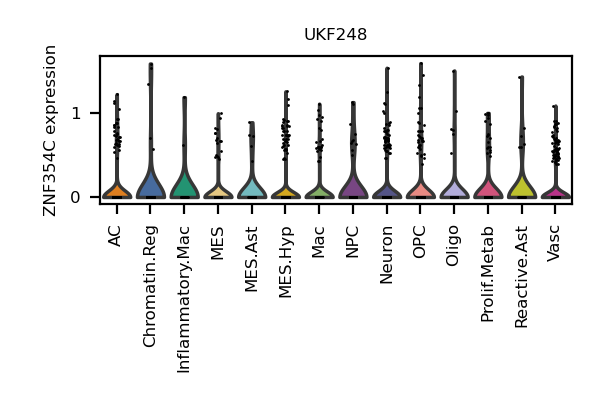 UKF248
ZNF354C expression
1
0
AC
Chromatin.Reg
Inflammatory.Mac
MES
MES.Ast
MES.Hyp
Mac
NPC
Neuron
OPC
Oligo
Prolif.Metab
Reactive.Ast
Vasc